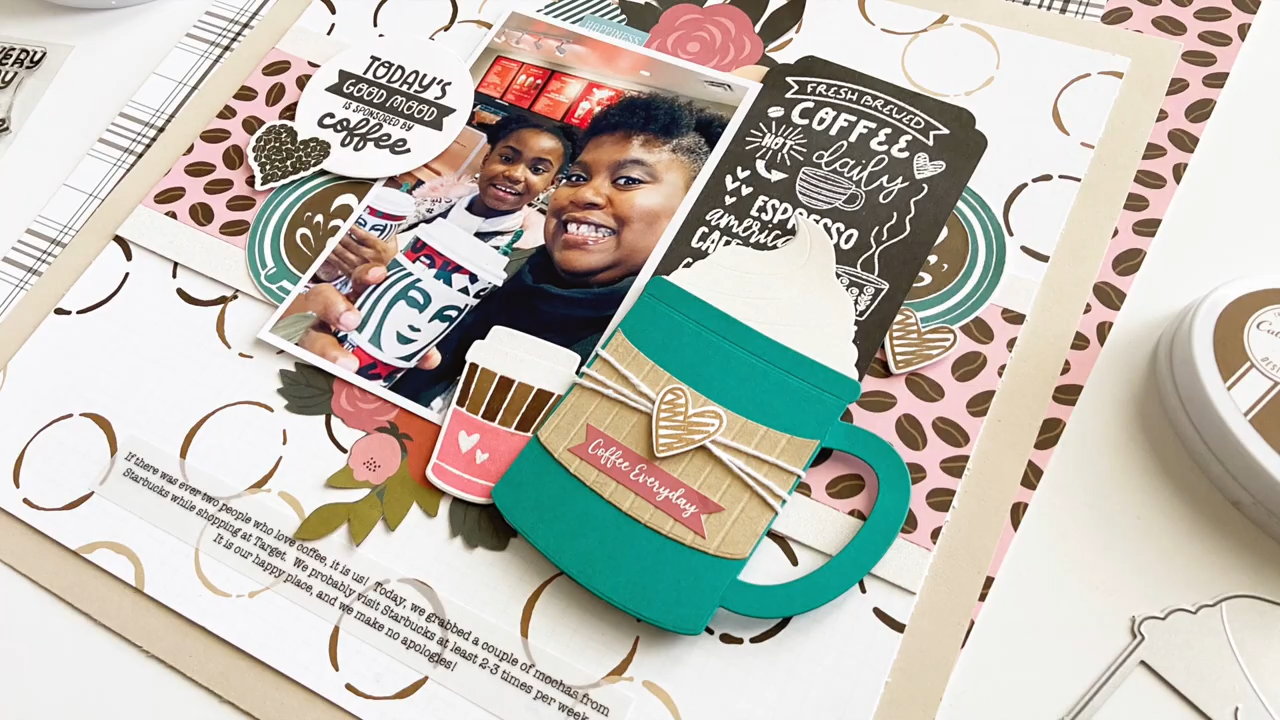 VERY
HAPPINESS
TODAY'S
GOOD MOOD
IS SPONSORED BY
coffee
FRESH BREWED
COFFEE
HOT
daily
ESPRESSO
Coffee Everyday
If there was ever two people who love coffee, it is us! Today, we grabbed a couple of mochas from
Starbucks while shopping at Target. We probably visit Starbucks at least 2-3 times per week.
It is our happy place, and we make no apologies!